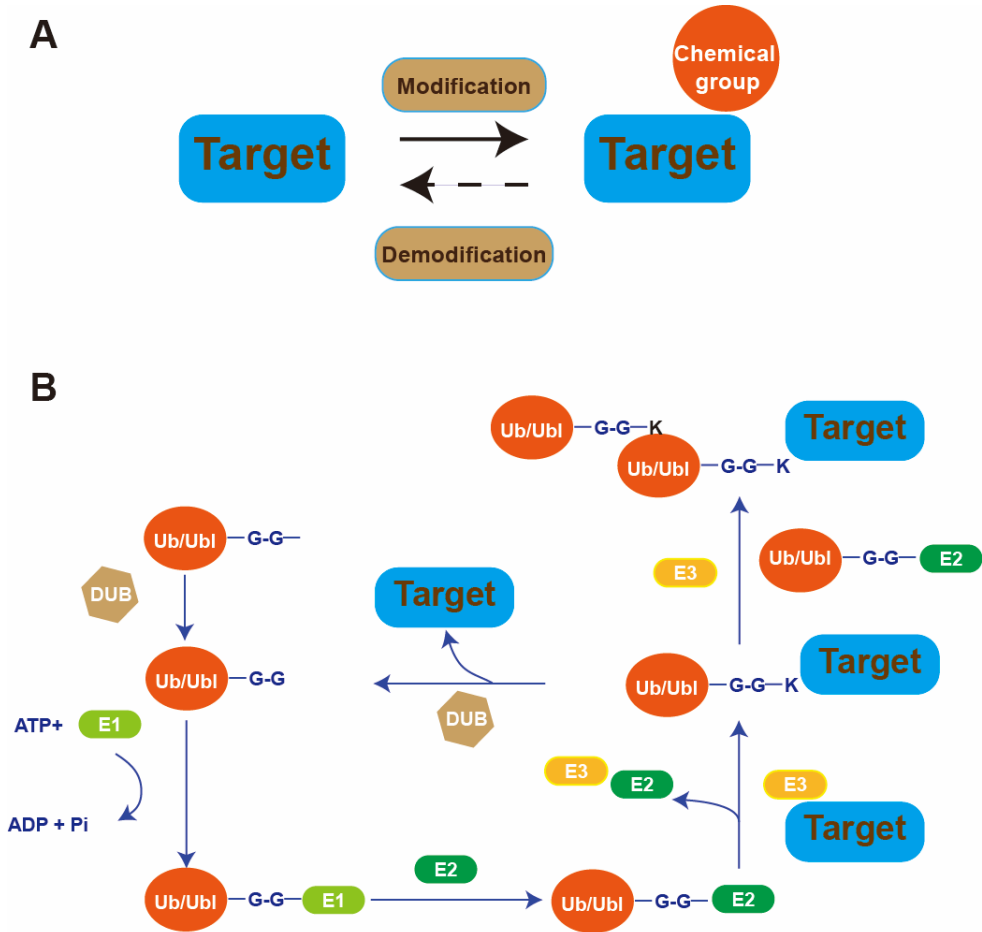 A
Chemical
group
Modification
Target
Target
Demodification
B
Ub/Ubl
G-G
K
Target
Ub/Ubl
G-G
K
Ub/Ubl
G-G
DUB
E3
Ub/Ubl
G-G
E2
Target
Ub/Ubl
G-G
Ub/Ubl
G-G
K
Target
DUB
ATP+
E1
ADP + Pi
E3
E2
E3
Target
Ub/Ubl
G-G
E1
E2
Ub/Ubl
G-G
E2